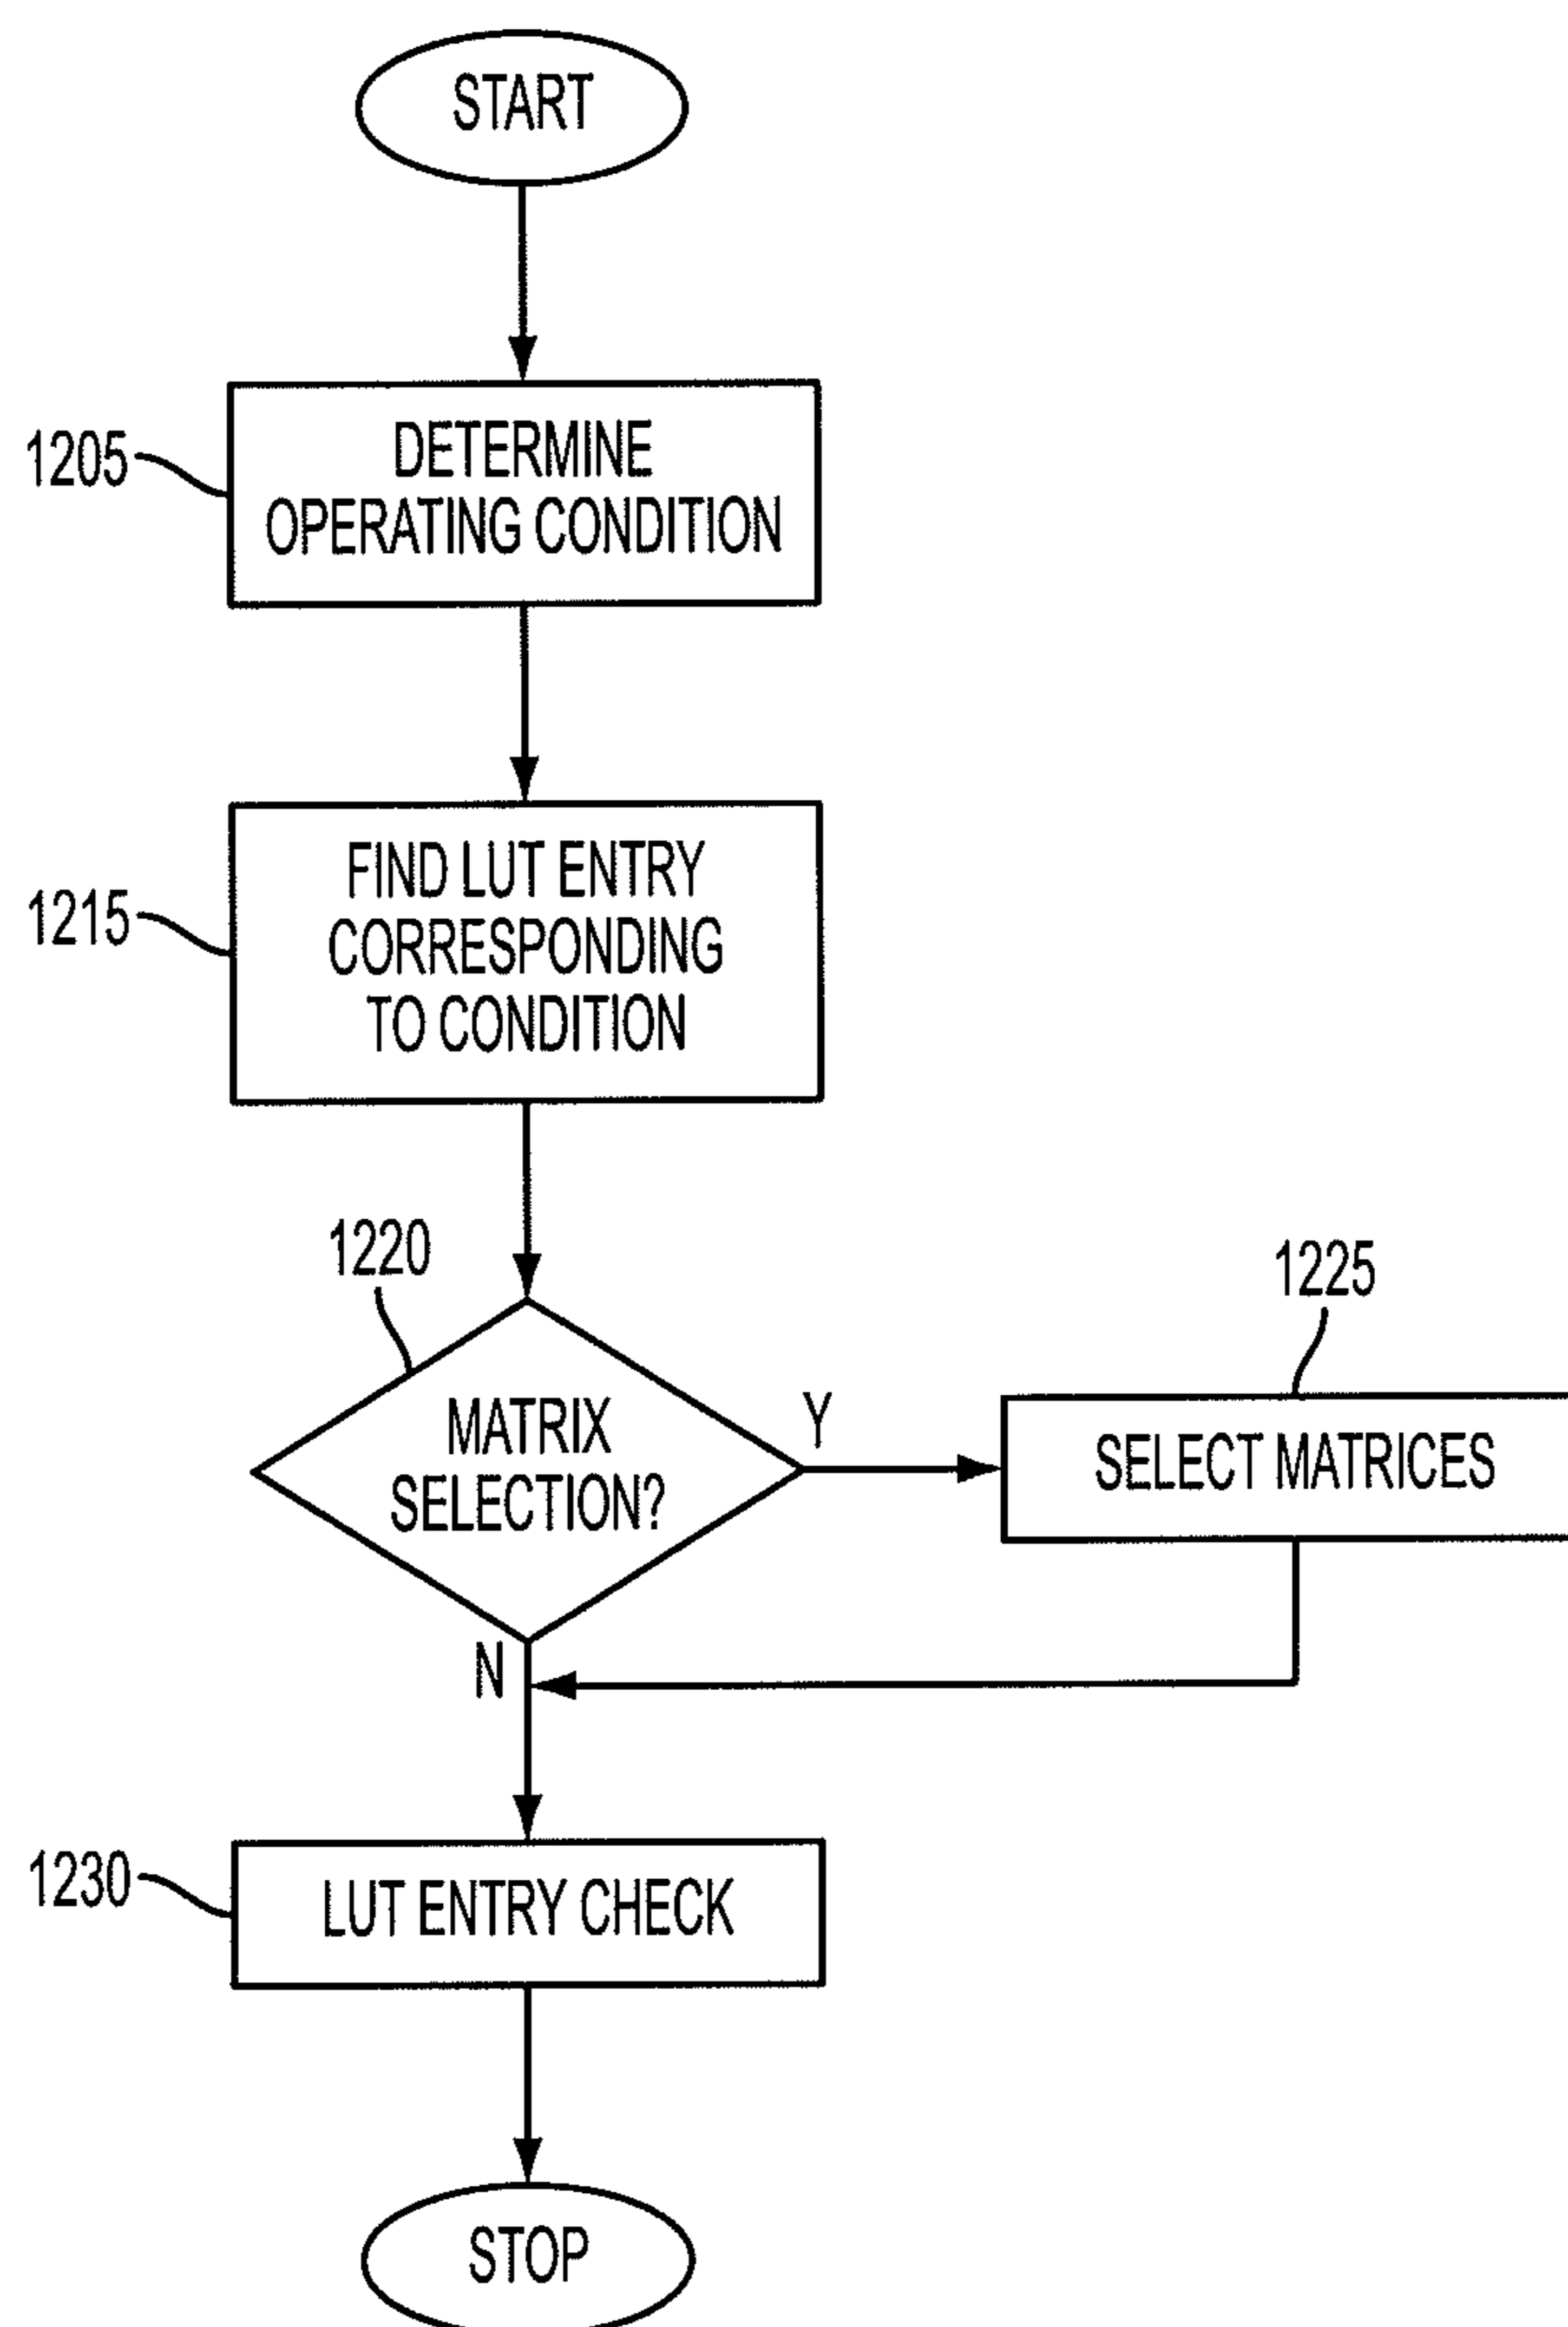 START
1205
DETERMINE
OPERATING CONDITION
1215
FIND LUT ENTRY
CORRESPONDING
TO CONDITION
1220
MATRIX
SELECTION?
Y
1225
SELECT MATRICES
N
1230
LUT ENTRY CHECK
STOP